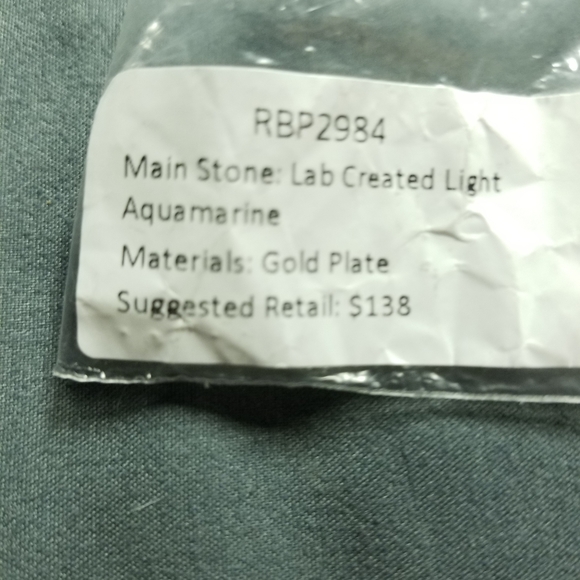 RBP2984
Main Stone: Lab Created Light
Aquamarine
Materials: Gold Plate
Suggested Retail: $138